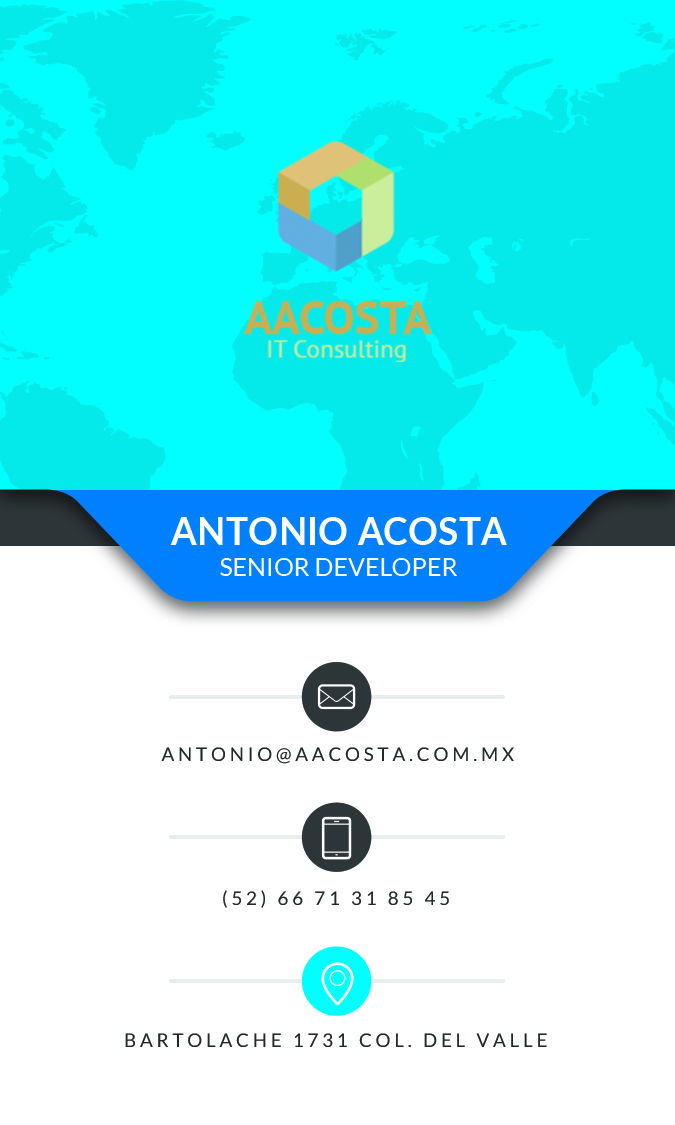 AACOSTA
IT Consulting
ANTONIO ACOSTA
SENIOR DEVELOPER
ANTONIO@AACOSTA.COM.MX
(52) 66 71 31 85 45
BARTOLACHE 1731 COL. DEL VALLE